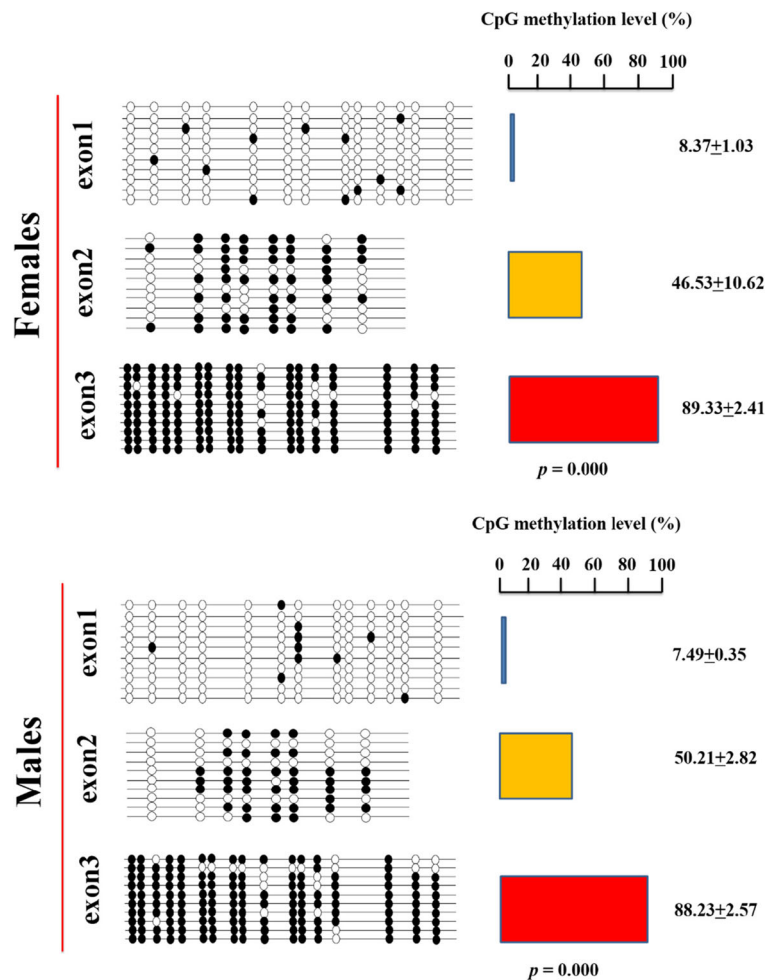 CpG methylation level (%)
0 20 40 60 80 100
Females
exon1
8.37±1.03
exon2
46.53±10.62
exon3
89.33±2.41
p = 0.000
CpG methylation level (%)
0 20 40 60 80 100
Males
exon1
7.49±0.35
exon2
50.21±2.82
exon3
88.23±2.57
p = 0.000